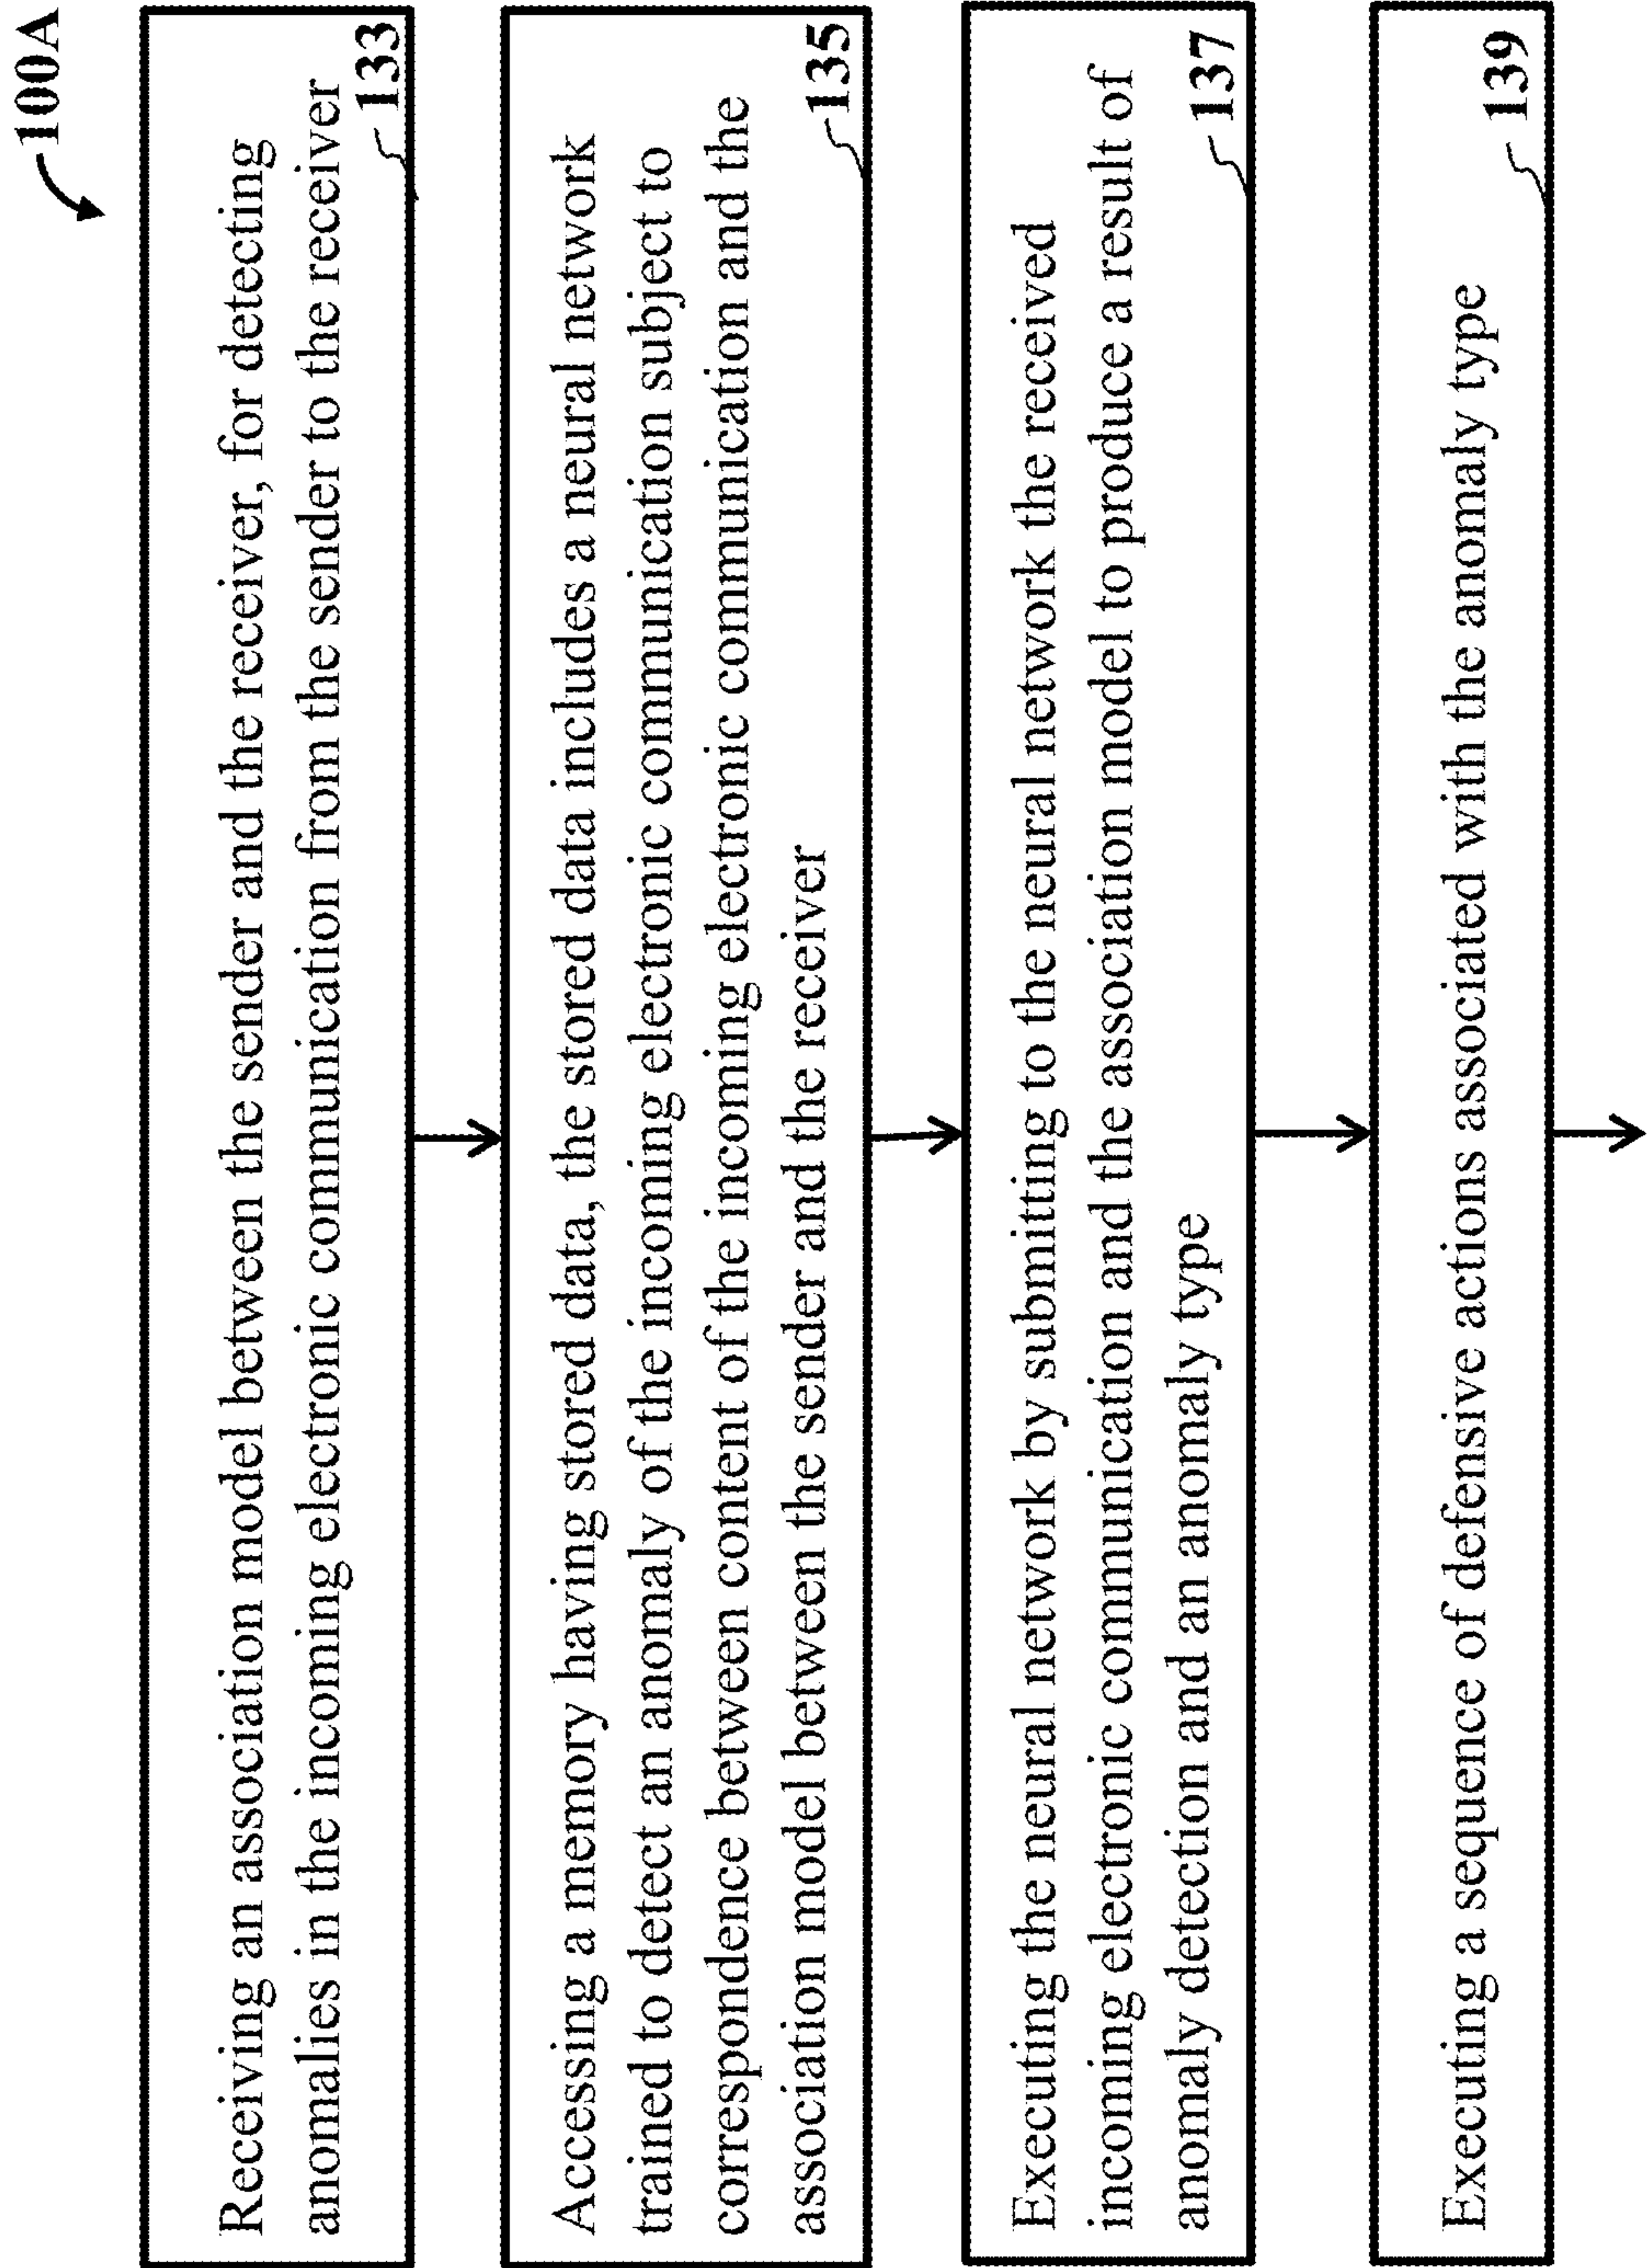 100A
Receiving an association model between the sender and the receiver, for detecting
anomalies in the incoming electronic communication from the sender to the receiver
133
Accessing a memory having stored data, the stored data includes a neural network
trained to detect an anomaly of the incoming electronic communication subject to
correspondence between content of the incoming electronic communication and the
association model between the sender and the receiver
135
Executing the neural network by submitting to the neural network the received
incoming electronic communication and the association model to produce a result of
anomaly detection and an anomaly type
137
Executing a sequence of defensive actions associated with the anomaly type
139